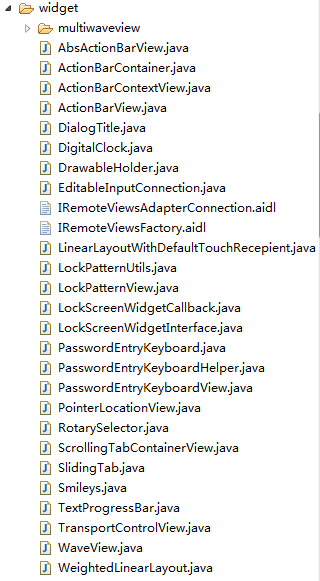 widget
multiwaveview
AbsActionBarView.java
ActionBarContainer.java
ActionBarContextView.java
ActionBarView.java
DialogTitle.java
DigitalClock.java
DrawableHolder.java
EditableInputConnection.java
IRemoteViewsAdapterConnection.aidl
IRemoteViewsFactory.aidl
LinearLayoutWithDefaultTouchRecepient.java
LockPatternUtils.java
LockPatternView.java
LockScreenWidgetCallback.java
LockScreenWidgetInterface.java
PasswordEntryKeyboard.java
PasswordEntryKeyboardHelper.java
PasswordEntryKeyboardView.java
PointerLocationView.java
RotarySelector.java
ScrollingTabContainerView.java
SlidingTab.java
Smileys.java
TextProgressBar.java
TransportControlView.java
WaveView.java
WeightedLinearLayout.java